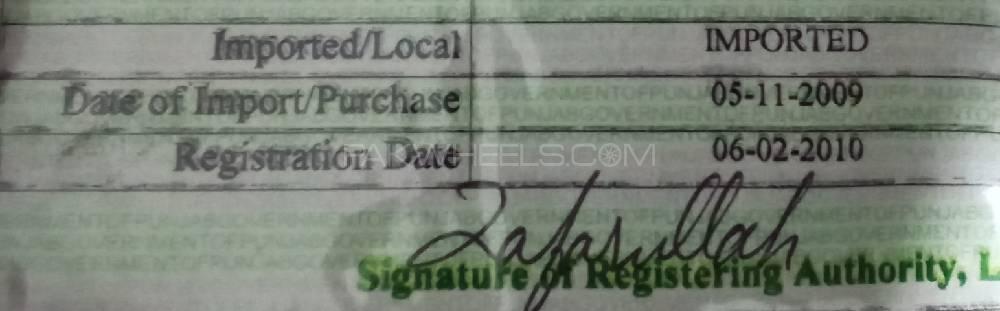 Imported/Local IMPORTED
Date of Import/Purchase 05-11-2009
Registration Date 06-02-2010
Zafarullah
Signature of Registering Authority, L